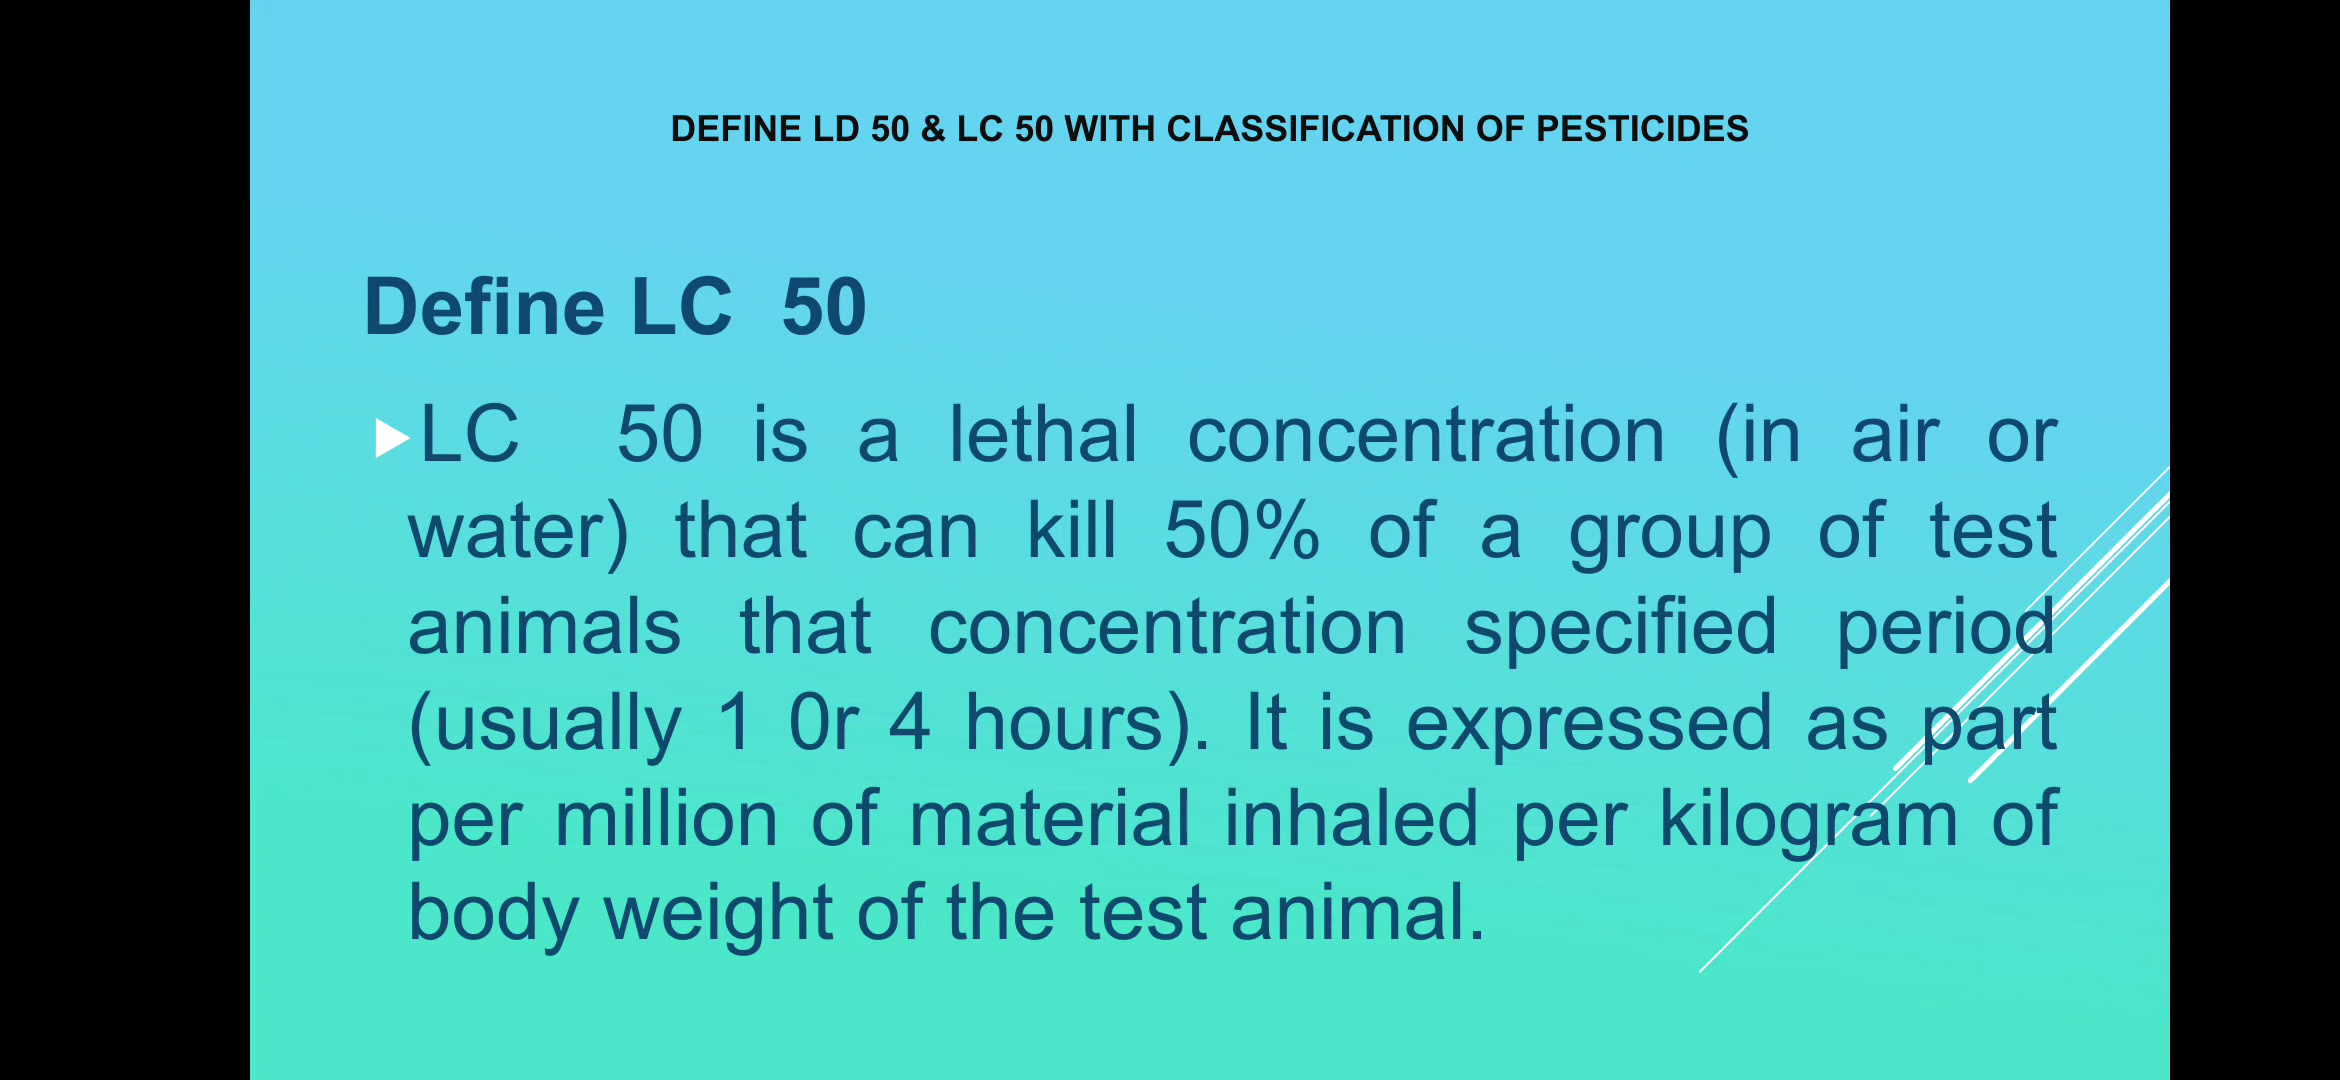 DEFINE LD 50 & LC 50 WITH CLASSIFICATION OF PESTICIDES
Define LC 50
LC 50 is a lethal concentration (in air or
water) that can kill 50% of a group of test
animals that concentration specified period
(usually 1 0r 4 hours). It is expressed as part
per million of material inhaled per kilogram of
body weight of the test animal.